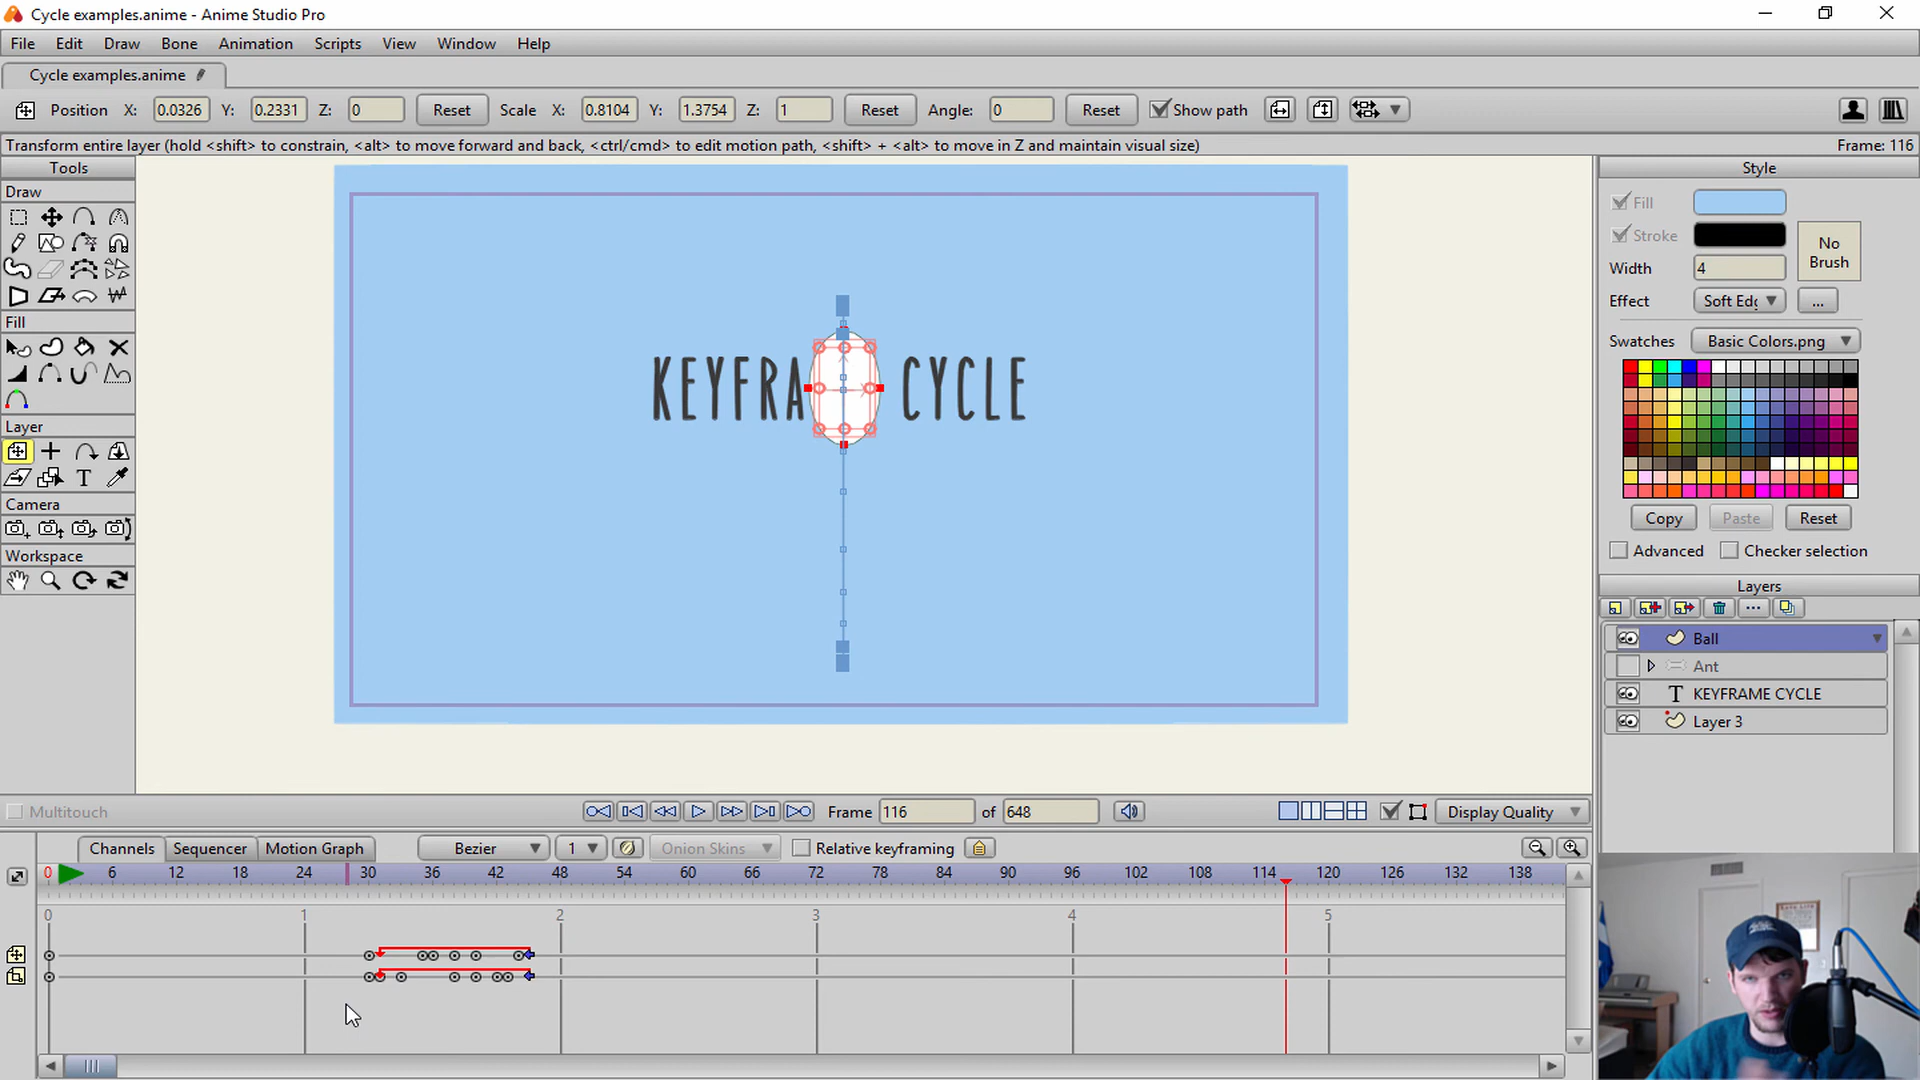 Cycle examples.anime - Anime Studio Pro
File Edit Draw Bone Animation Scripts View Window Help
Cycle examples.anime
Position X: 0.0326 Y: 0.2331 Z: 0 Reset Scale X: 0.8104 Y: 1.3754 Z: 1 Reset Angle: 0 Reset Show path
Transform entire layer (hold <shift> to constrain, <alt> to move forward and back, <ctrl/cmd> to edit motion path, <shift> + <alt> to move in Z and maintain visual size) Frame: 116
Tools
Draw
Fill
Layer
T
Camera
Workspace
KEYFRA CYCLE
Style
Fill
Stroke
No Brush
Width 4
Effect Soft Edg ...
Swatches Basic Colors.png
Copy Paste Reset
Advanced Checker selection
Layers
Ball
Ant
T KEYFRAME CYCLE
Layer 3
Multitouch Frame 116 of 648 Display Quality
Channels Sequencer Motion Graph Bezier 1 Onion Skins Relative keyframing
0 6 12 18 24 30 36 42 48 54 60 66 72 78 84 90 96 102 108 114 120 126 132 138
0 1 2 3 4 5